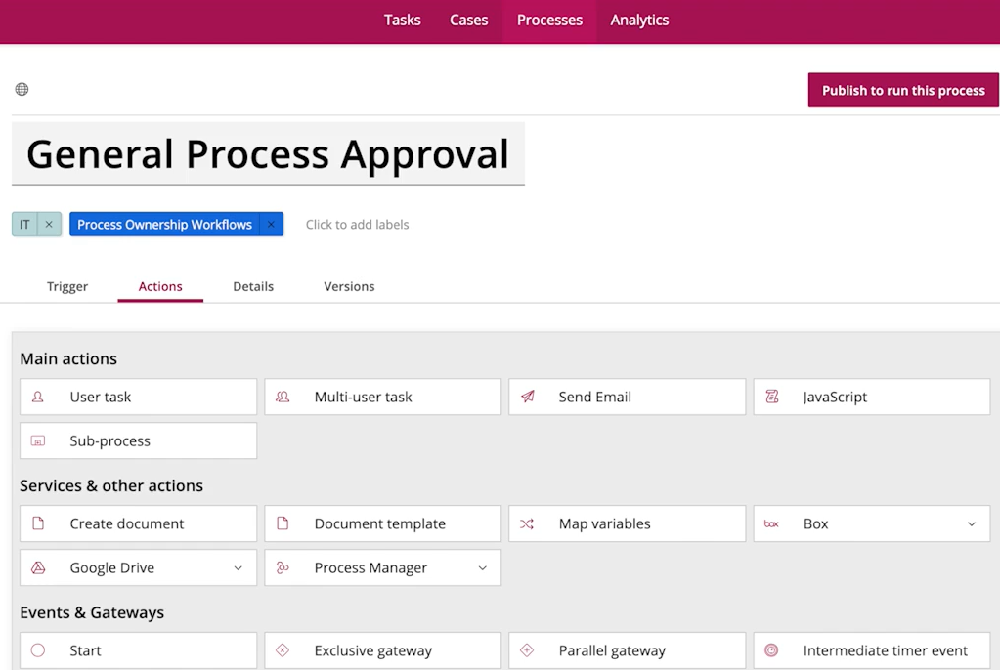 Tasks Cases Processes Analytics
Publish to run this process
General Process Approval
IT × Process Ownership Workflows × Click to add labels
Trigger Actions Details Versions
Main actions
User task Multi-user task Send Email JavaScript
Sub-process
Services & other actions
Create document Document template Map variables box Box
Google Drive Process Manager
Events & Gateways
Start Exclusive gateway Parallel gateway Intermediate timer event